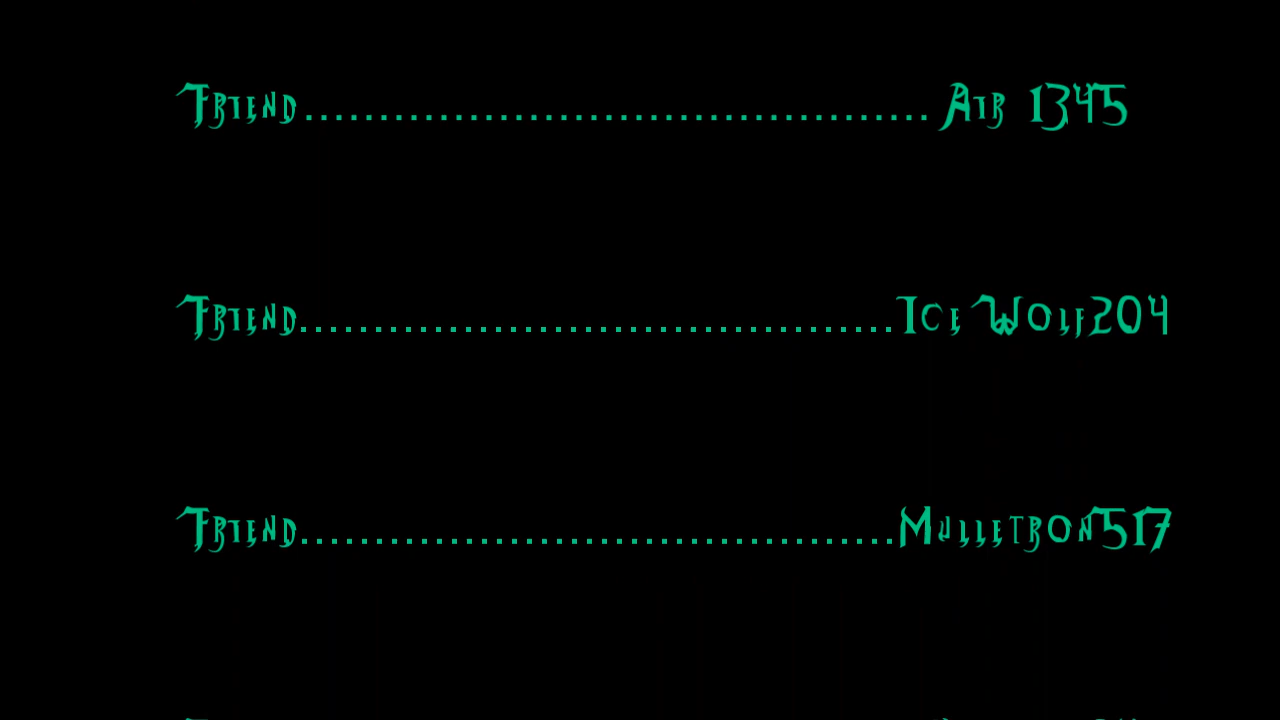 Friend.......................................... Air 1345
Friend........................................Ice Wolf204
Friend........................................Mulletron517